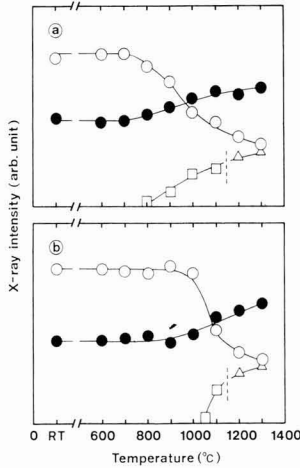 a
X-ray intensity (arb. unit)
b
0 RT 600 800 1000 1200 1400
Temperature (°C)